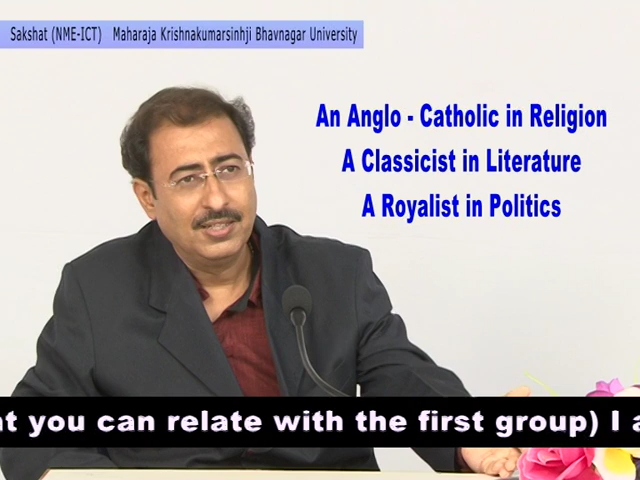 Sakshat (NME-ICT) Maharaja Krishnakumarsinhji Bhavnagar University
An Anglo - Catholic in Religion
A Classicist in Literature
A Royalist in Politics
you can relate with the first group) I